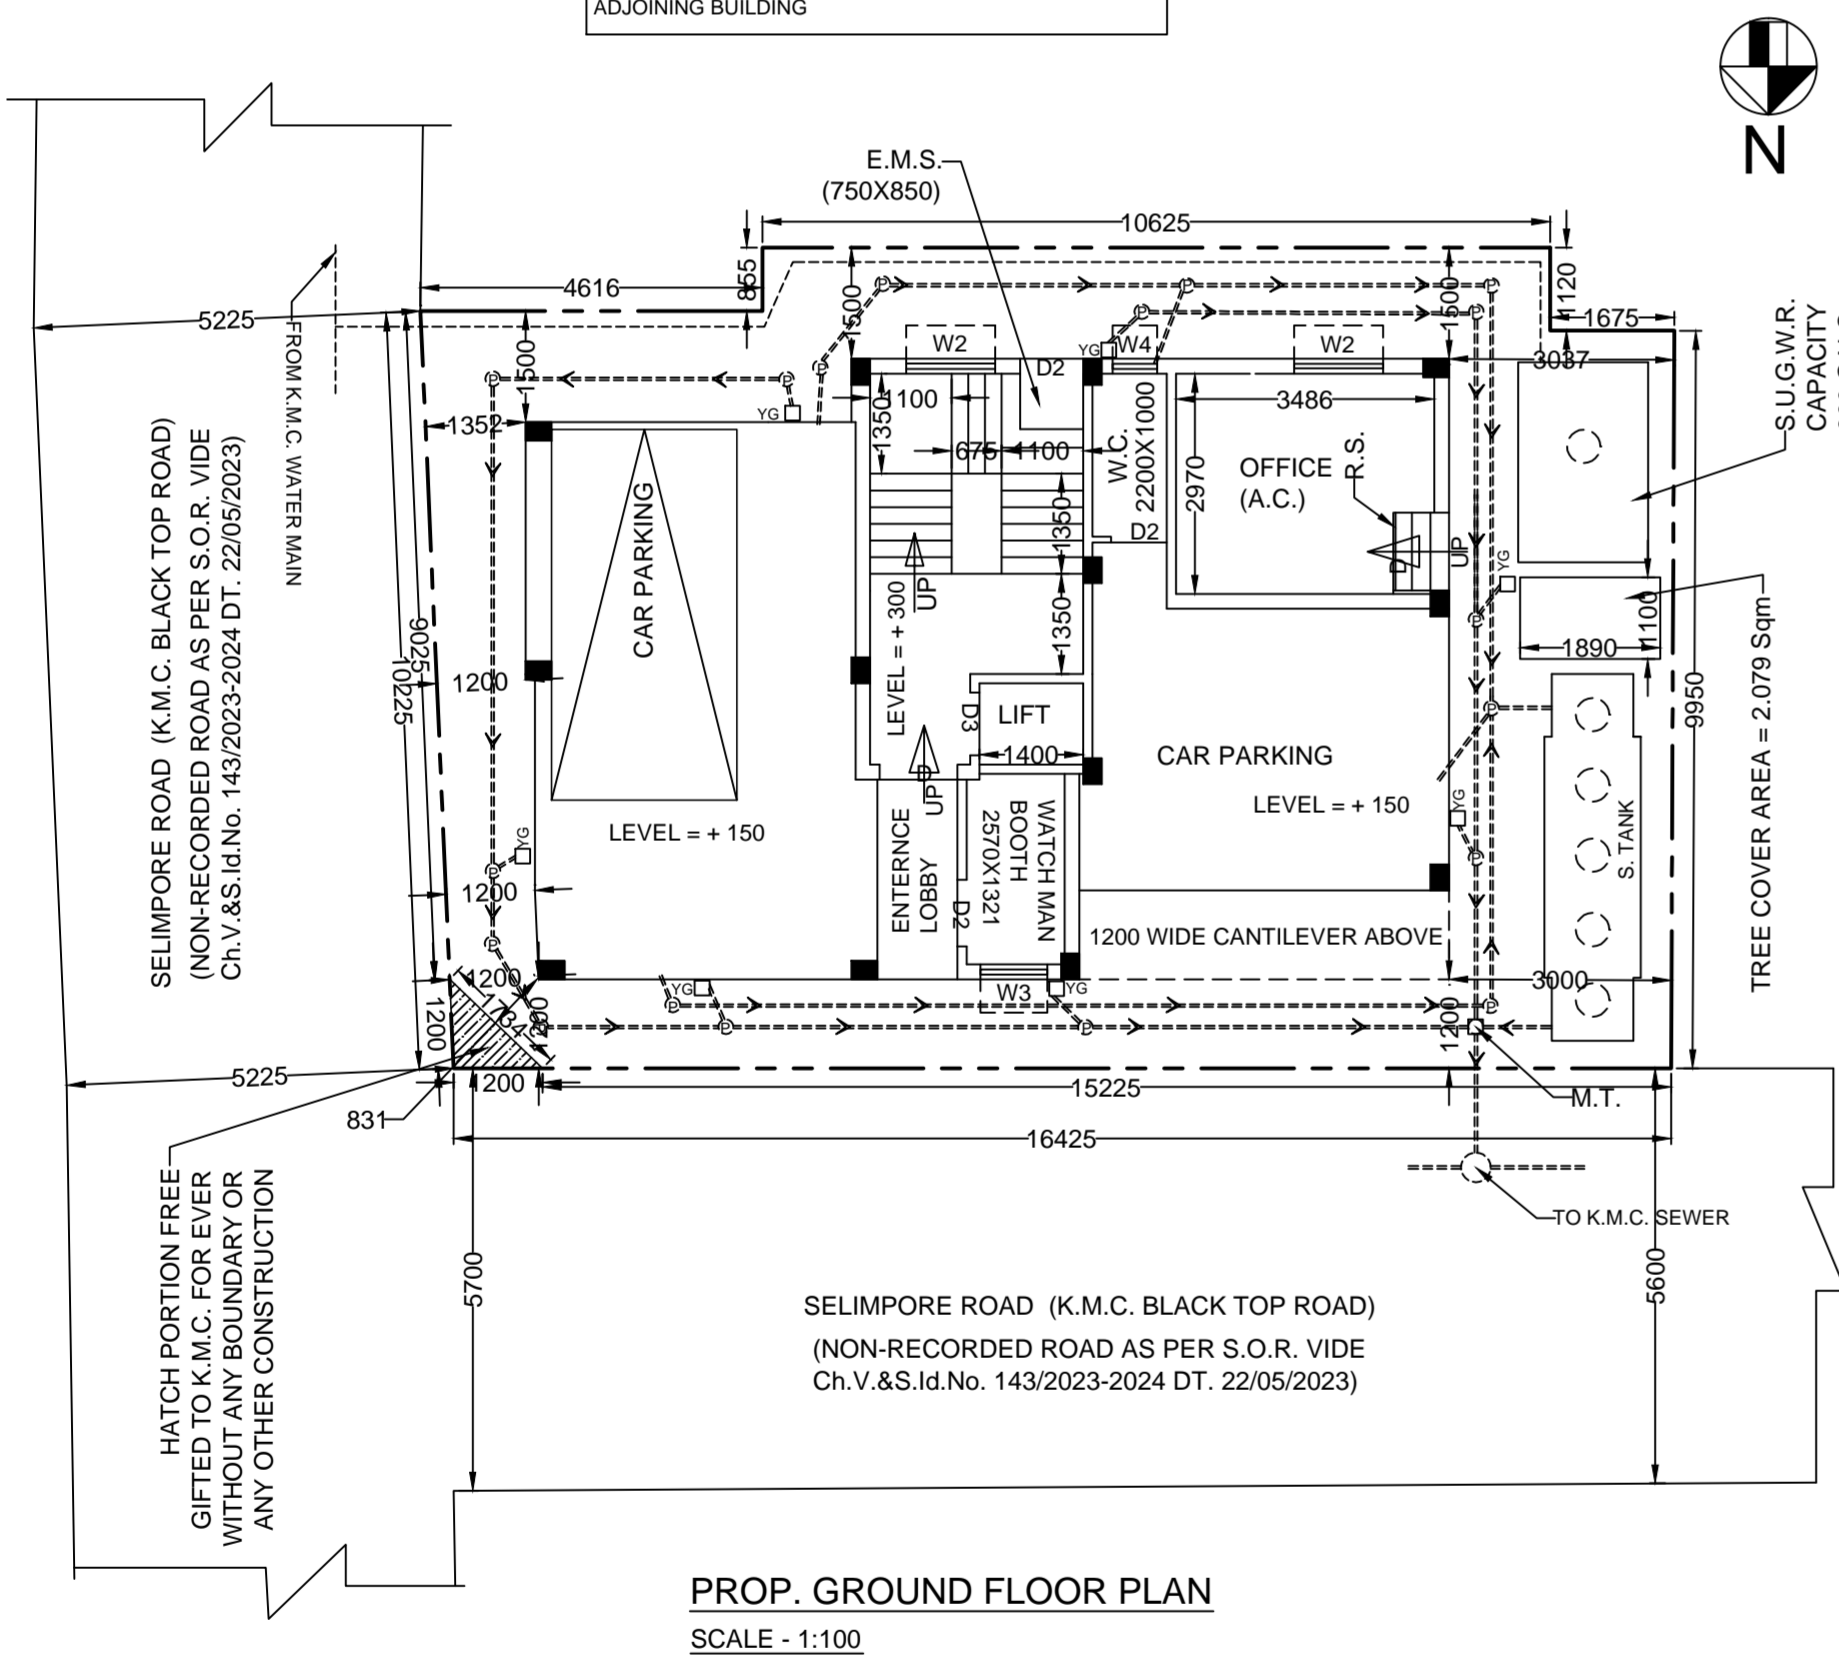 ADJOINING BUILDING
N
E.M.S.
(750X850)
10625
855
1120
4616
5225
1500
1500
1500
1675
3037
S.U.G.W.R.
CAPACITY
FROM K.M.C. WATER MAIN
W2
W4
W2
YG
D2
YG
1352
1350
1100
675
1100
W.C.
2200X1000
D2
3486
2970
OFFICE
(A.C.)
R.S.
D
UP
YG
CAR PARKING
1350
1350
LEVEL = + 300
UP
1100
1890
TREE COVER AREA = 2.079 Sqm
SELIMPORE ROAD (K.M.C. BLACK TOP ROAD)
(NON-RECORDED ROAD AS PER S.O.R. VIDE
Ch.V.&S.Id.No. 143/2023-2024 DT. 22/05/2023)
9025
10225
1200
D3
LIFT
1400
D
UP
CAR PARKING
LEVEL = + 150
LEVEL = + 150
9950
S. TANK
YG
YG
1200
ENTERNCE
LOBBY
D2
WATCH MAN
BOOTH
2570X1321
1200 WIDE CANTILEVER ABOVE
1200
1734
1200
1200
YG
W3
YG
3000
1200
5225
1200
831
15225
16425
M.T.
TO K.M.C. SEWER
HATCH PORTION FREE
GIFTED TO K.M.C. FOR EVER
WITHOUT ANY BOUNDARY OR
ANY OTHER CONSTRUCTION
5700
5600
SELIMPORE ROAD (K.M.C. BLACK TOP ROAD)
(NON-RECORDED ROAD AS PER S.O.R. VIDE
Ch.V.&S.Id.No. 143/2023-2024 DT. 22/05/2023)
PROP. GROUND FLOOR PLAN
SCALE - 1:100